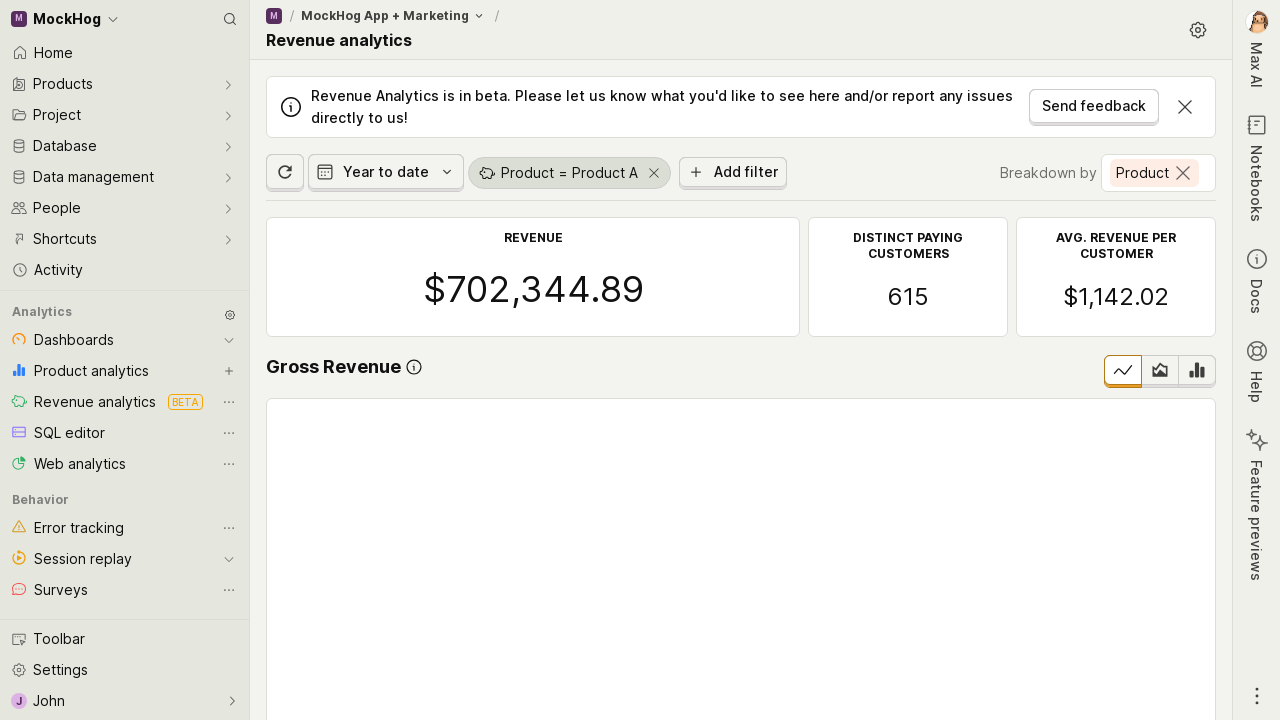 M MockHog
Home
Products
Project
Database
Data management
People
Shortcuts
Activity
Analytics
Dashboards
Product analytics
Revenue analytics BETA
SQL editor
Web analytics
Behavior
Error tracking
Session replay
Surveys
Toolbar
Settings
J John
M / MockHog App + Marketing /
Revenue analytics
Revenue Analytics is in beta. Please let us know what you'd like to see here and/or report any issues
directly to us!
Send feedback
Year to date
Product = Product A
Add filter
Breakdown by
Product
REVENUE
$702,344.89
DISTINCT PAYING
CUSTOMERS
615
AVG. REVENUE PER
CUSTOMER
$1,142.02
Gross Revenue
Max AI
Notebooks
Docs
Help
Feature previews